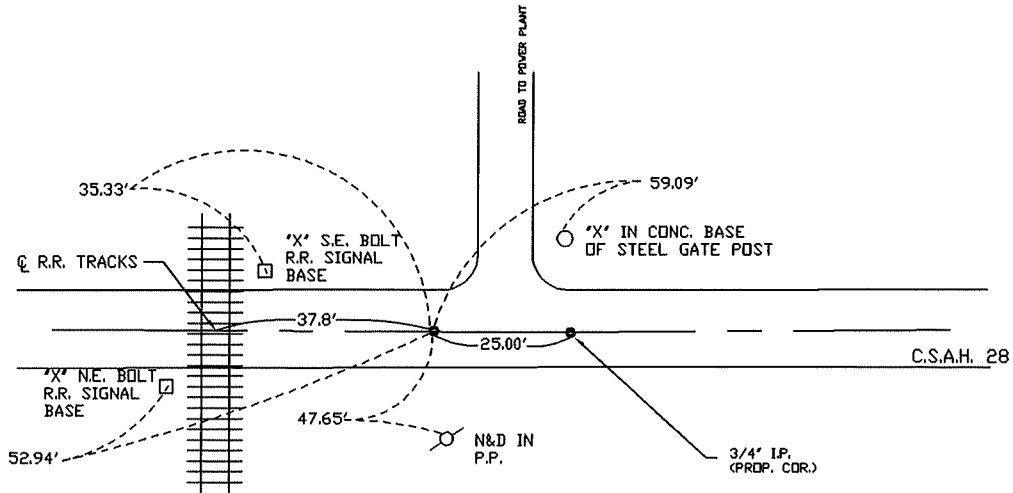 ROAD TO POWER PLANT
35.33'
59.09'
"X" S.E. BOLT
R.R. SIGNAL
BASE
"X" IN CONC. BASE
OF STEEL GATE POST
℄ R.R. TRACKS
37.8'
25.00'
C.S.A.H. 28
"X" N.E. BOLT
R.R. SIGNAL
BASE
47.65'
52.94'
N&D IN
P.P.
3/4" I.P.
(PROP. COR.)